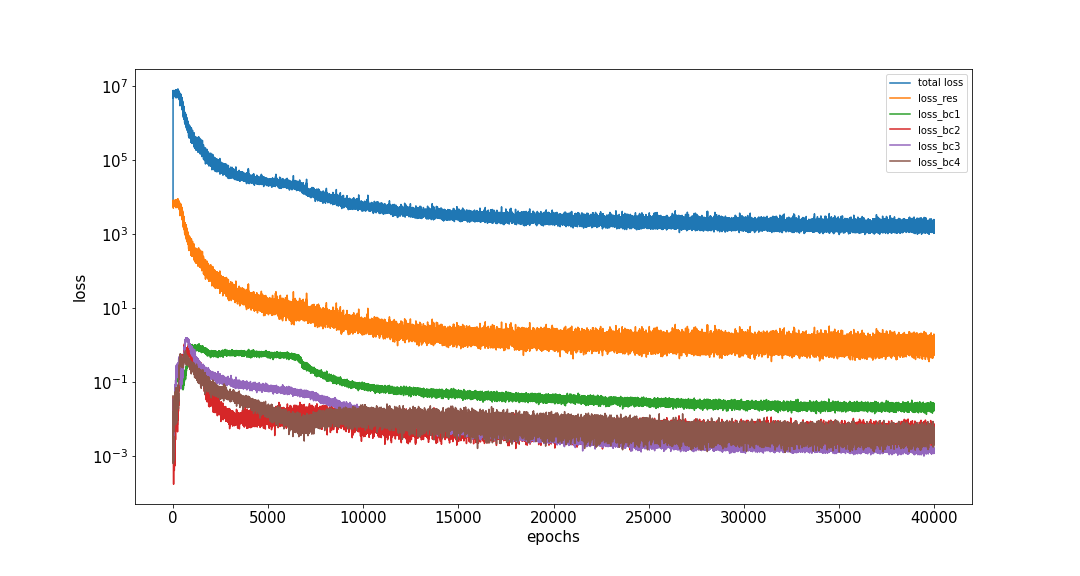 10^7
10^5
10^3
10^1
10^−1
10^−3
loss
0 5000 10000 15000 20000 25000 30000 35000 40000
epochs
total loss
loss_res
loss_bc1
loss_bc2
loss_bc3
loss_bc4